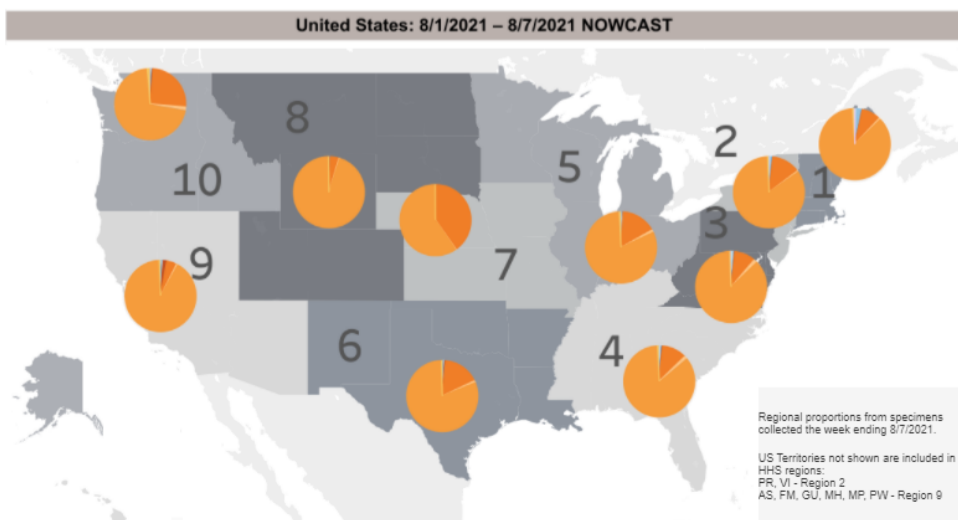 United States: 8/1/2021 – 8/7/2021 NOWCAST
8
2
10
5
1
3
9
7
6
4
Regional proportions from specimens
collected the week ending 8/7/2021.
US Territories not shown are included in
HHS regions:
PR, VI - Region 2
AS, FM, GU, MH, MP, PW - Region 9